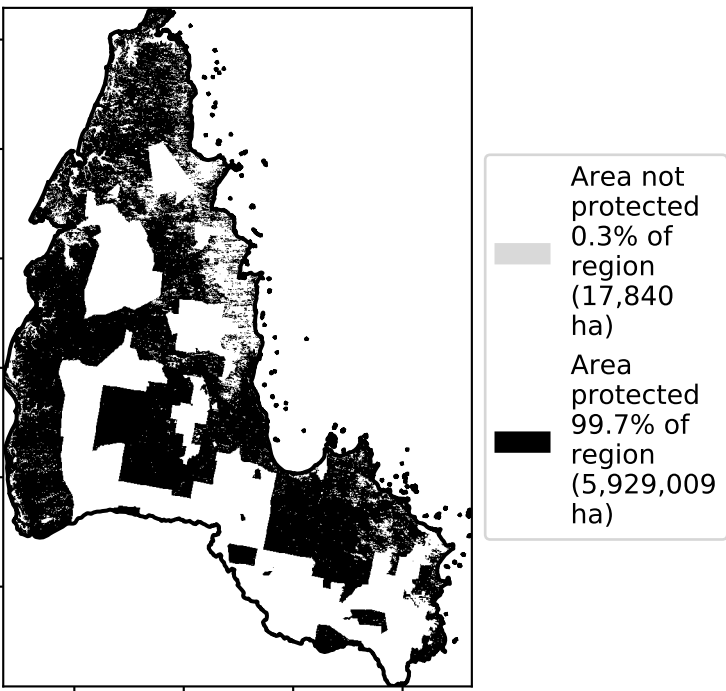 Area not
protected
0.3% of
region
(17,840
ha)
Area
protected
99.7% of
region
(5,929,009
ha)